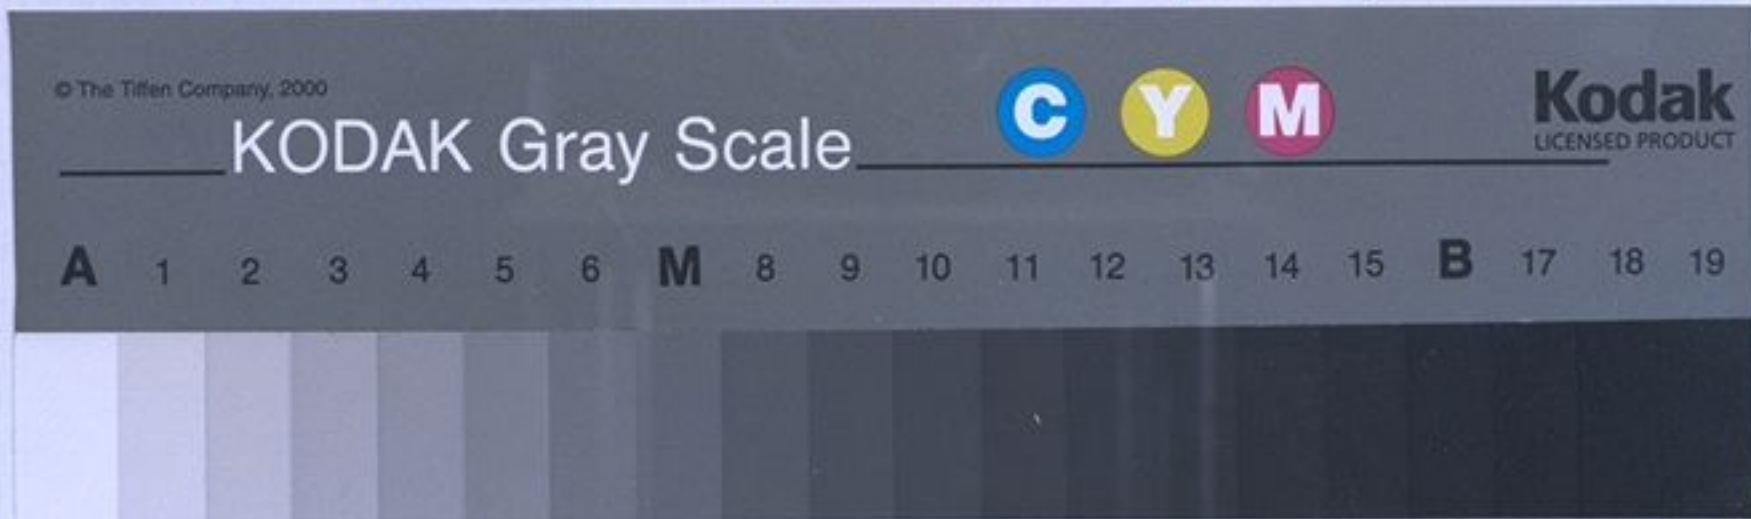 © The Tiffen Company, 2000
KODAK Gray Scale
C Y M
Kodak
LICENSED PRODUCT
A 1 2 3 4 5 6 M 8 9 10 11 12 13 14 15 B 17 18 19